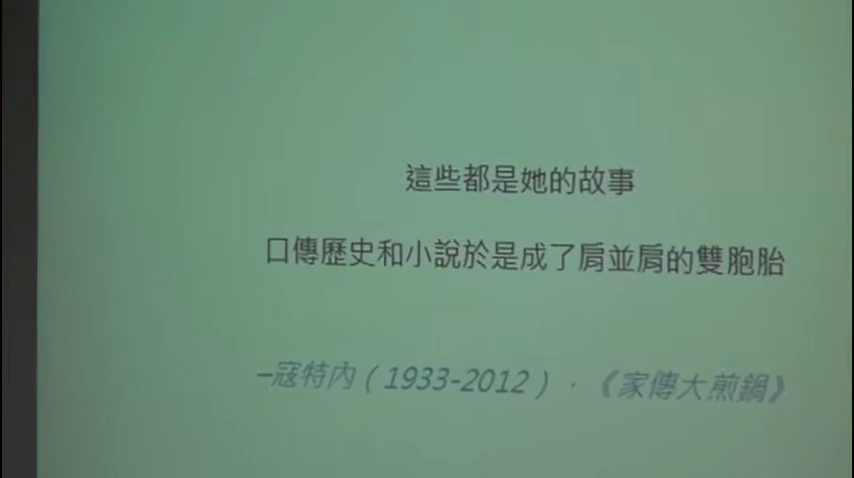 這些都是她的故事
口傳歷史和小說於是成了肩並肩的雙胞胎
–寇特內（1933-2012），《家傳大煎鍋》